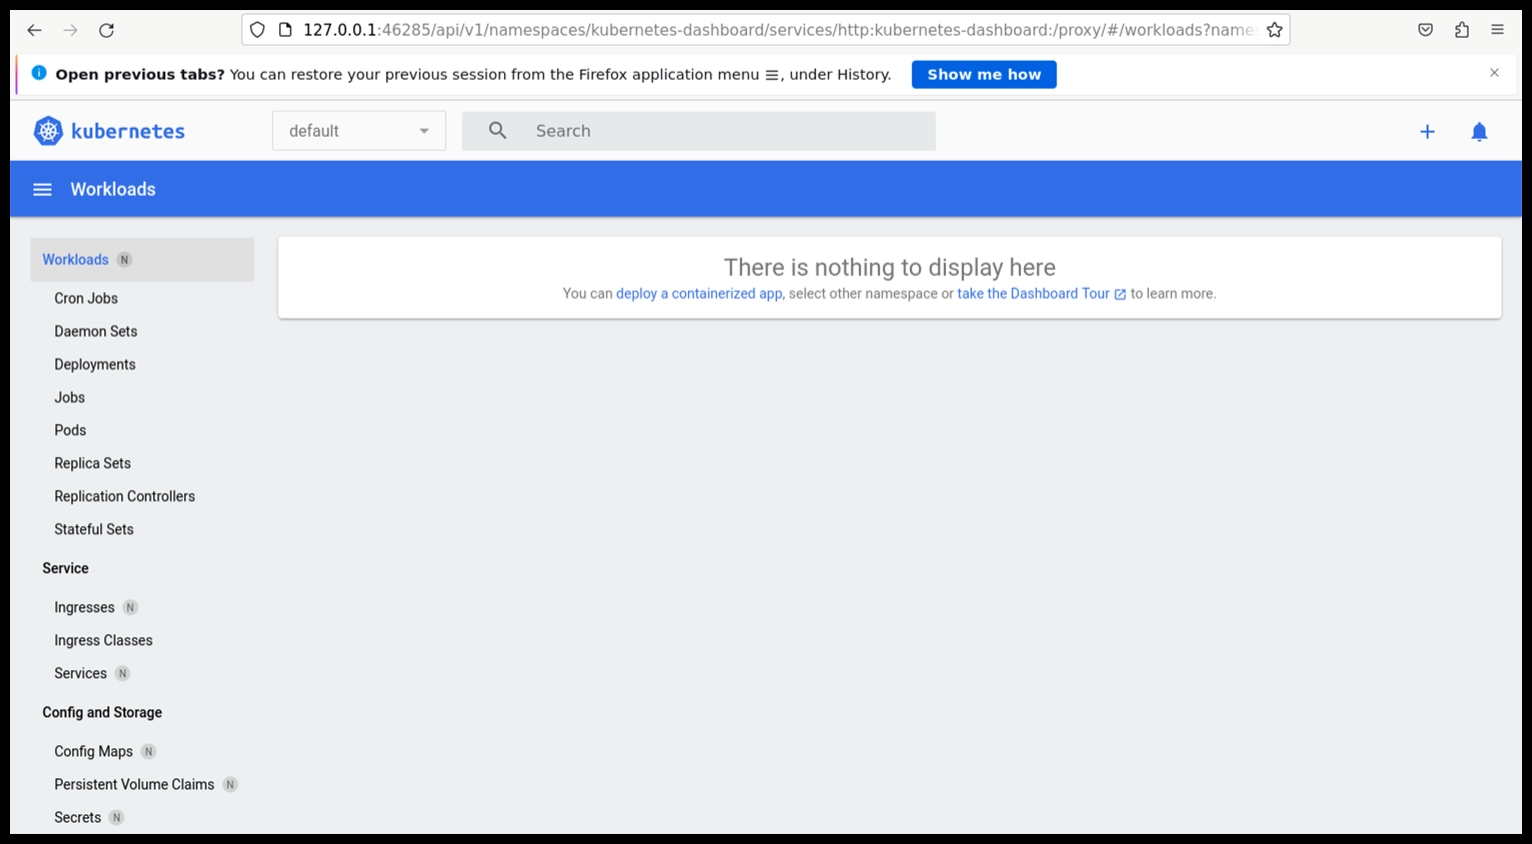 127.0.0.1:46285/api/v1/namespaces/kubernetes-dashboard/services/http:kubernetes-dashboard:/proxy/#/workloads?name
Open previous tabs? You can restore your previous session from the Firefox application menu ☰, under History.
Show me how
kubernetes
default
Search
Workloads
Workloads N
Cron Jobs
Daemon Sets
Deployments
Jobs
Pods
Replica Sets
Replication Controllers
Stateful Sets
Service
Ingresses N
Ingress Classes
Services N
Config and Storage
Config Maps N
Persistent Volume Claims N
Secrets N
There is nothing to display here
You can deploy a containerized app, select other namespace or take the Dashboard Tour to learn more.